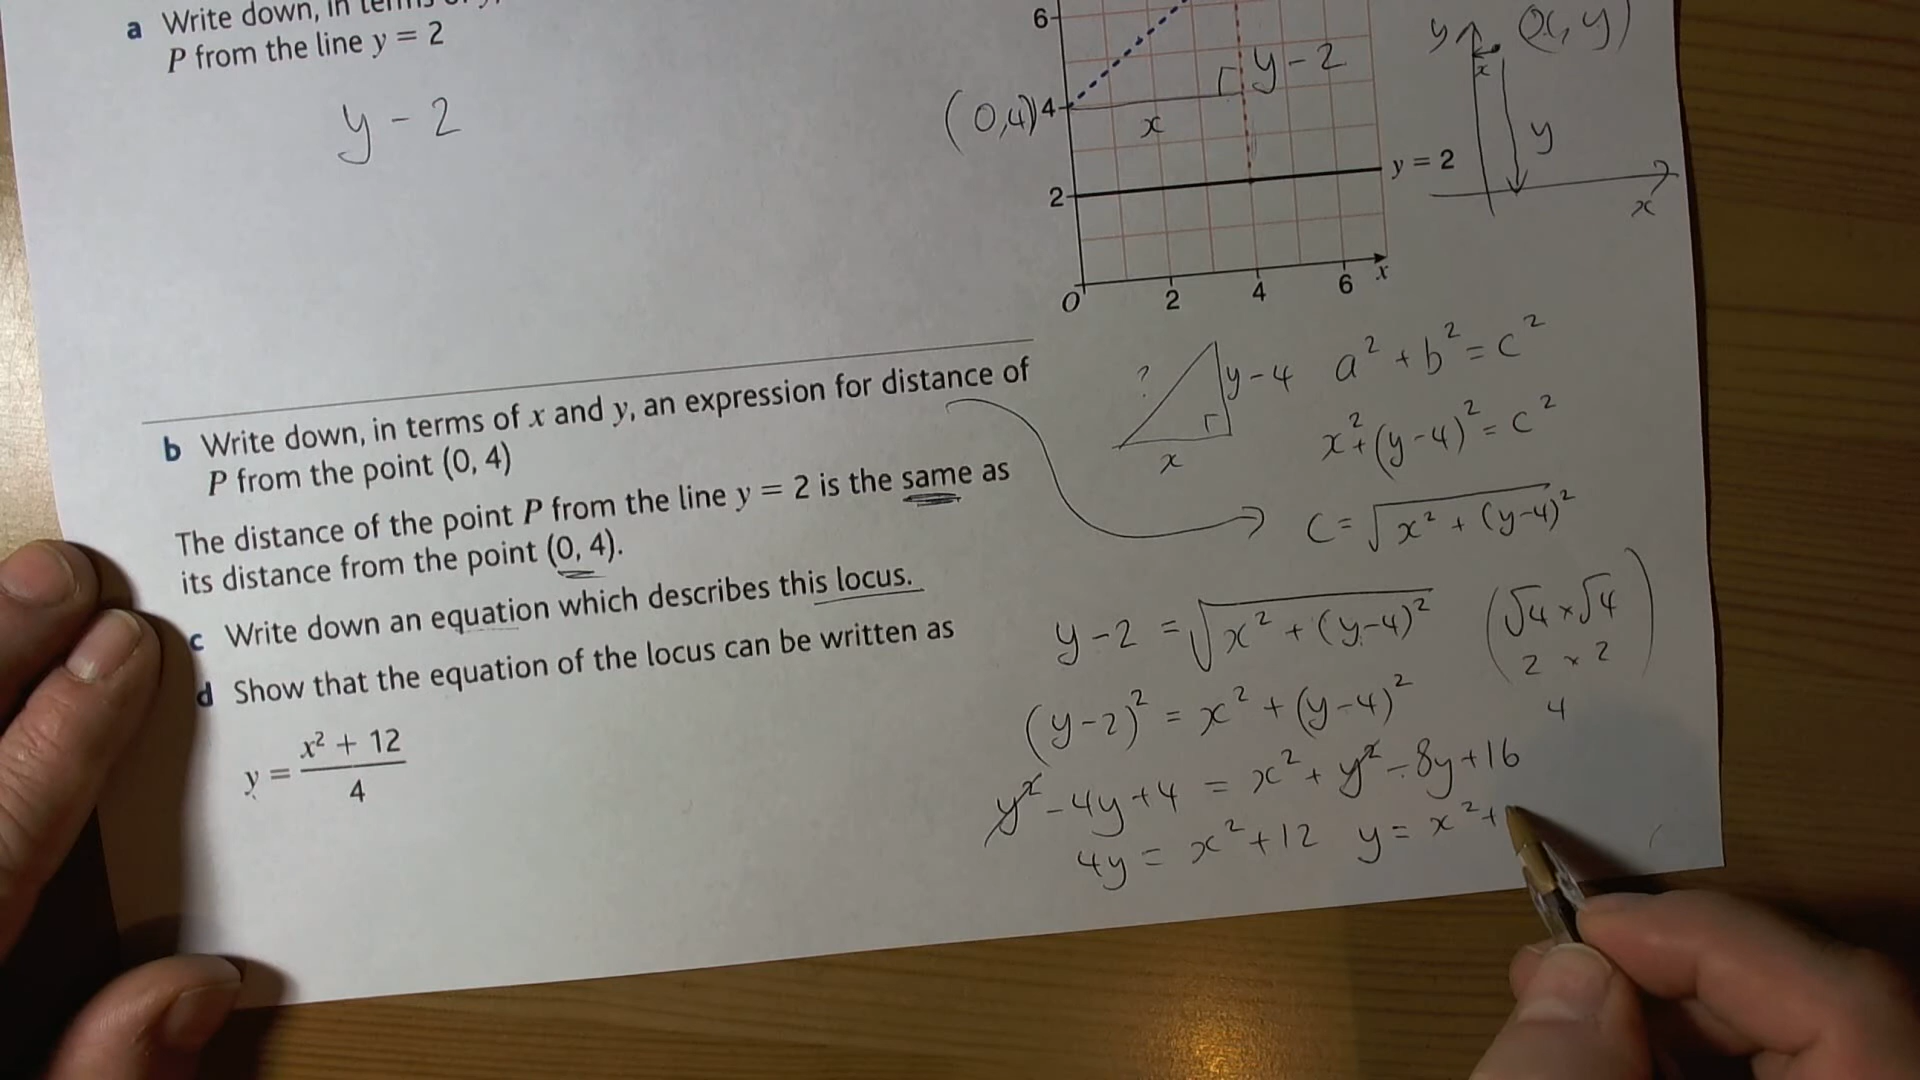 a Write down, in terms of y,
P from the line y = 2
y - 2
6
4
2
O
2
4
6
x
y = 2
(0,4)
x
y - 2
y
x
(x, y)
y
x
b Write down, in terms of x and y, an expression for distance of
P from the point (0, 4)
The distance of the point P from the line y = 2 is the same as
its distance from the point (0, 4).
c Write down an equation which describes this locus.
d Show that the equation of the locus can be written as
y = (x² + 12)/4
?
y - 4
x
a² + b² = c²
x² + (y - 4)² = c²
C = √x² + (y-4)²
y - 2 = √x² + (y-4)²
(√4 × √4
2 × 2
4)
(y - 2)² = x² + (y - 4)²
y² - 4y + 4 = x² + y² - 8y + 16
4y = x² + 12 y = x² +